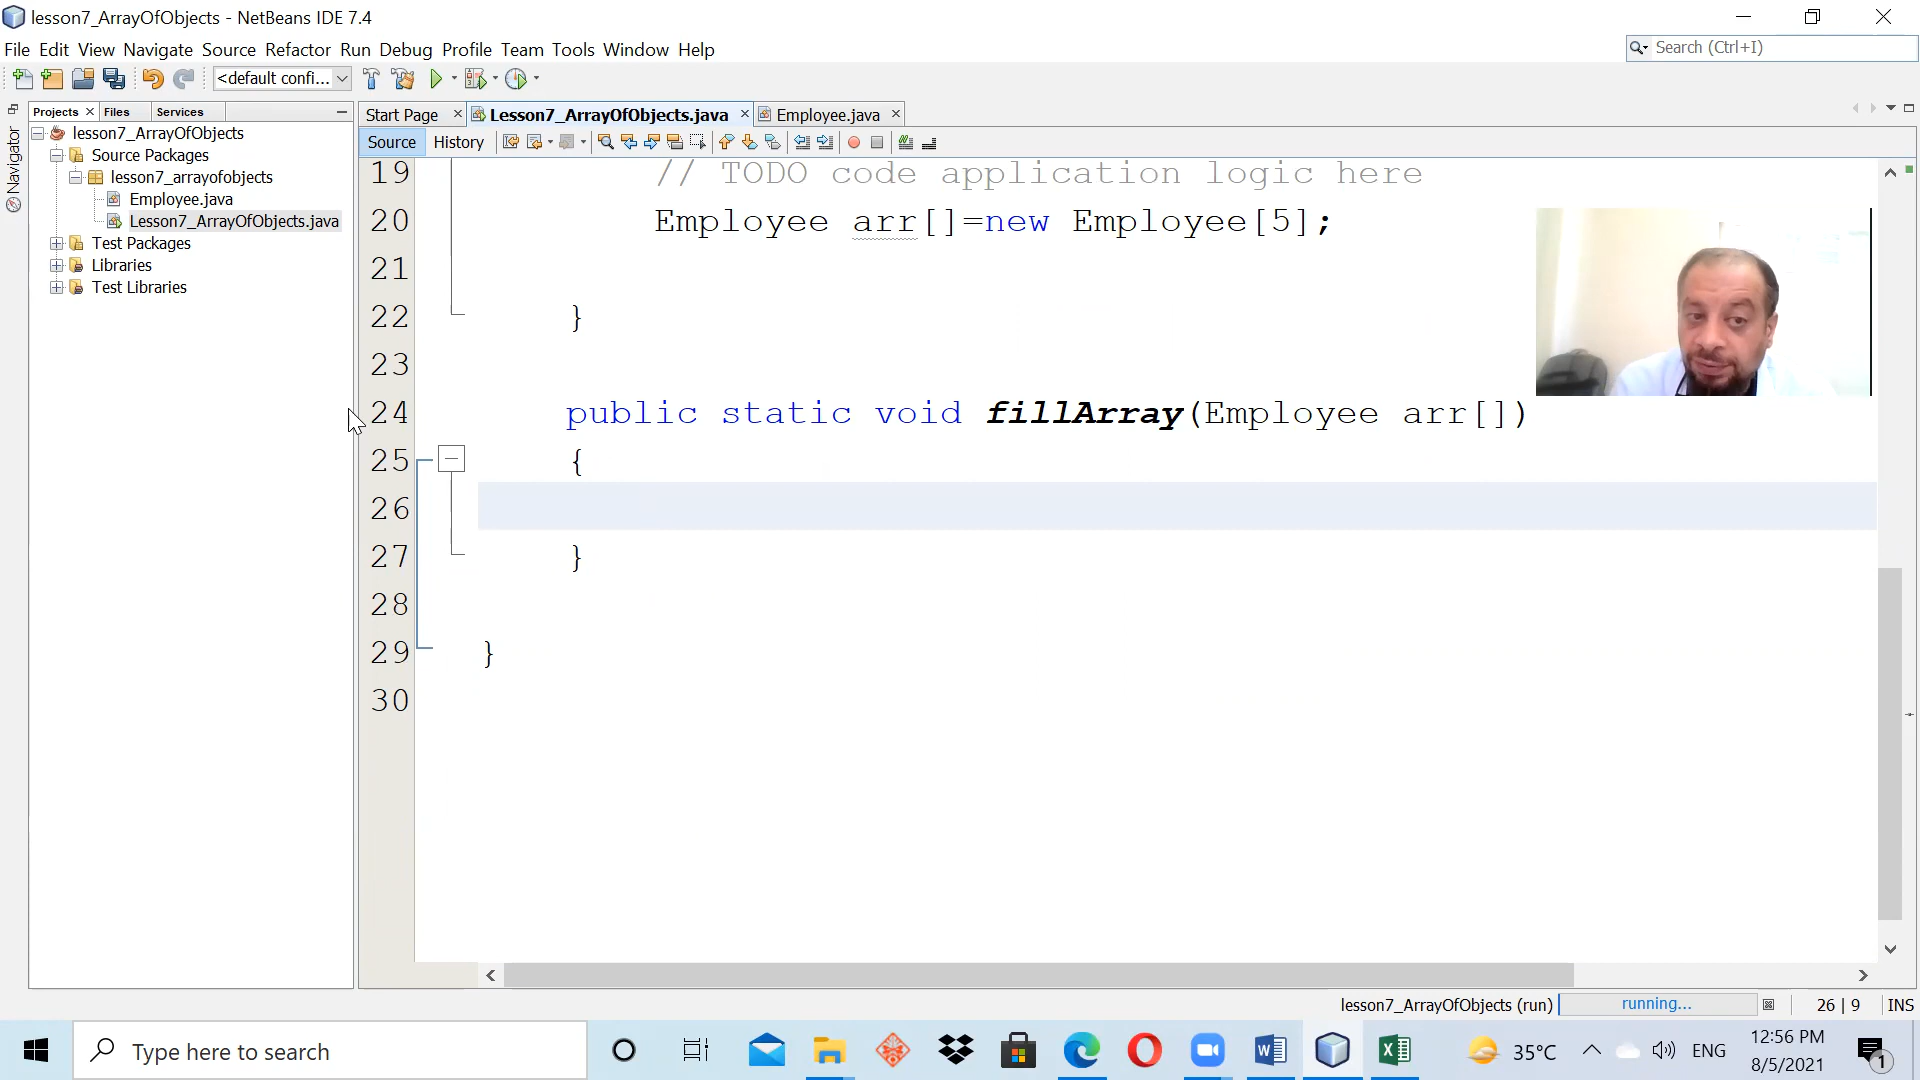 lesson7_ArrayOfObjects - NetBeans IDE 7.4
File Edit View Navigate Source Refactor Run Debug Profile Team Tools Window Help
Search (Ctrl+I)
<default confi...
Projects Files Services
Start Page Lesson7_ArrayOfObjects.java Employee.java
Navigator
lesson7_ArrayOfObjects
Source Packages
lesson7_arrayofobjects
Employee.java
Lesson7_ArrayOfObjects.java
Test Packages
Libraries
Test Libraries
Source History
19 // TODO code application logic here
20 Employee arr[]=new Employee[5];
21
22 }
23
24 public static void fillArray(Employee arr[])
25 {
26
27 }
28
29 }
30
lesson7_ArrayOfObjects (run) running... 26 | 9 INS
Type here to search
35°C ENG
12:56 PM
8/5/2021
1